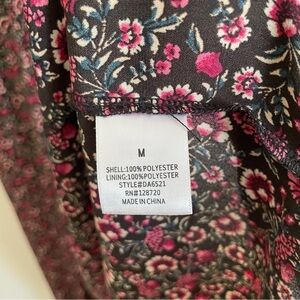 M
SHELL:100% POLYESTER
LINING:100%POLYESTER
STYLE#DA6521
RN#128720
MADE IN CHINA